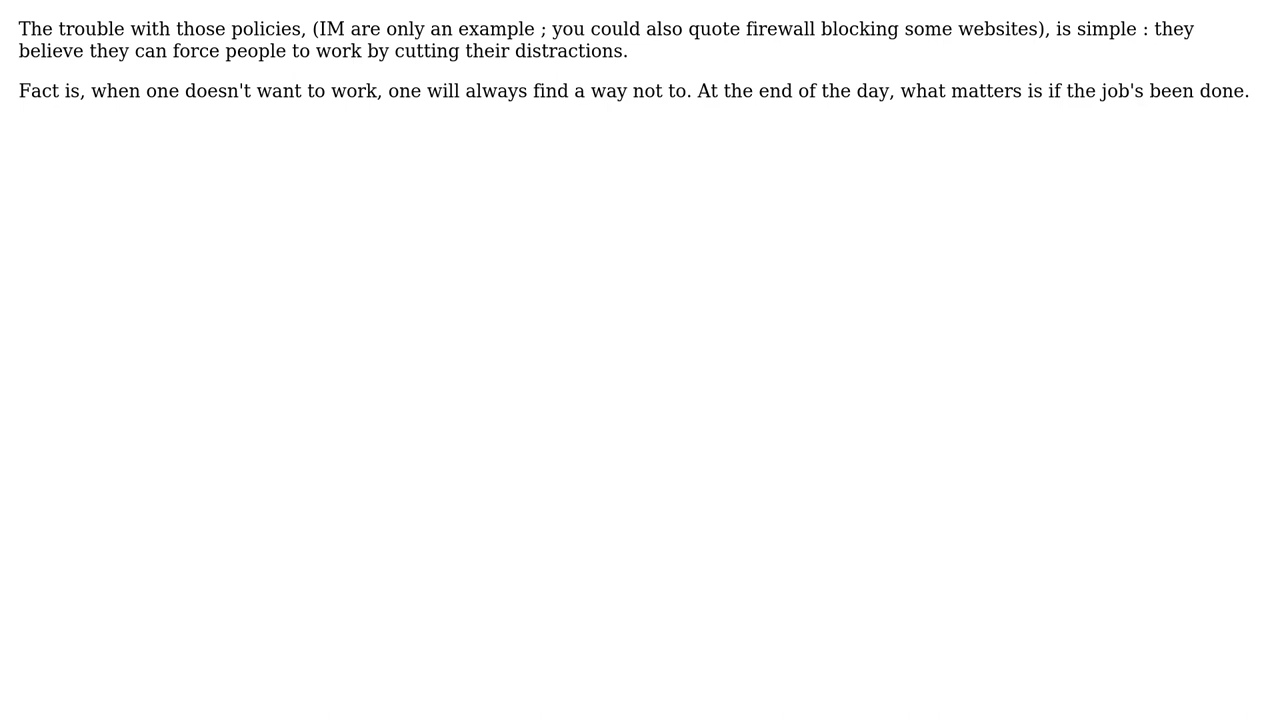 The trouble with those policies, (IM are only an example ; you could also quote firewall blocking some websites), is simple : they
believe they can force people to work by cutting their distractions.
Fact is, when one doesn't want to work, one will always find a way not to. At the end of the day, what matters is if the job's been done.